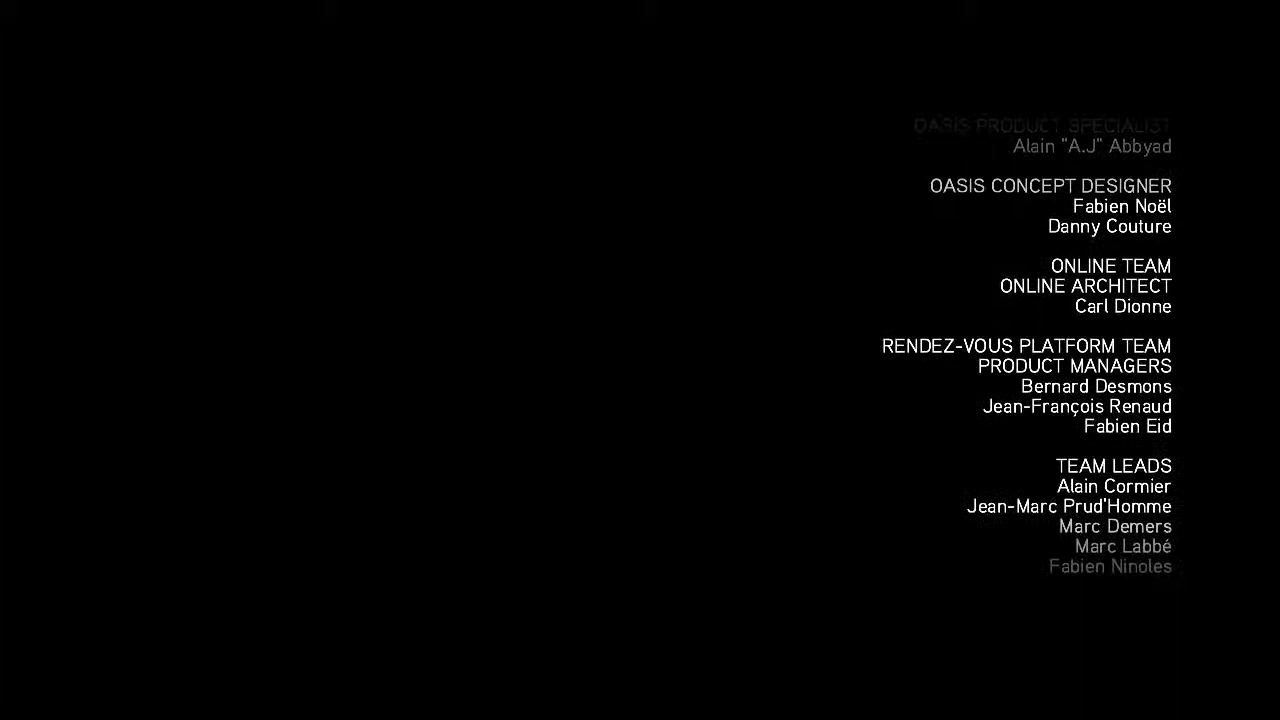 OASIS PRODUCT SPECIALIST
Alain "A.J" Abbyad
OASIS CONCEPT DESIGNER
Fabien Noël
Danny Couture
ONLINE TEAM
ONLINE ARCHITECT
Carl Dionne
RENDEZ-VOUS PLATFORM TEAM
PRODUCT MANAGERS
Bernard Desmons
Jean-François Renaud
Fabien Eid
TEAM LEADS
Alain Cormier
Jean-Marc Prud'Homme
Marc Demers
Marc Labbé
Fabien Ninoles